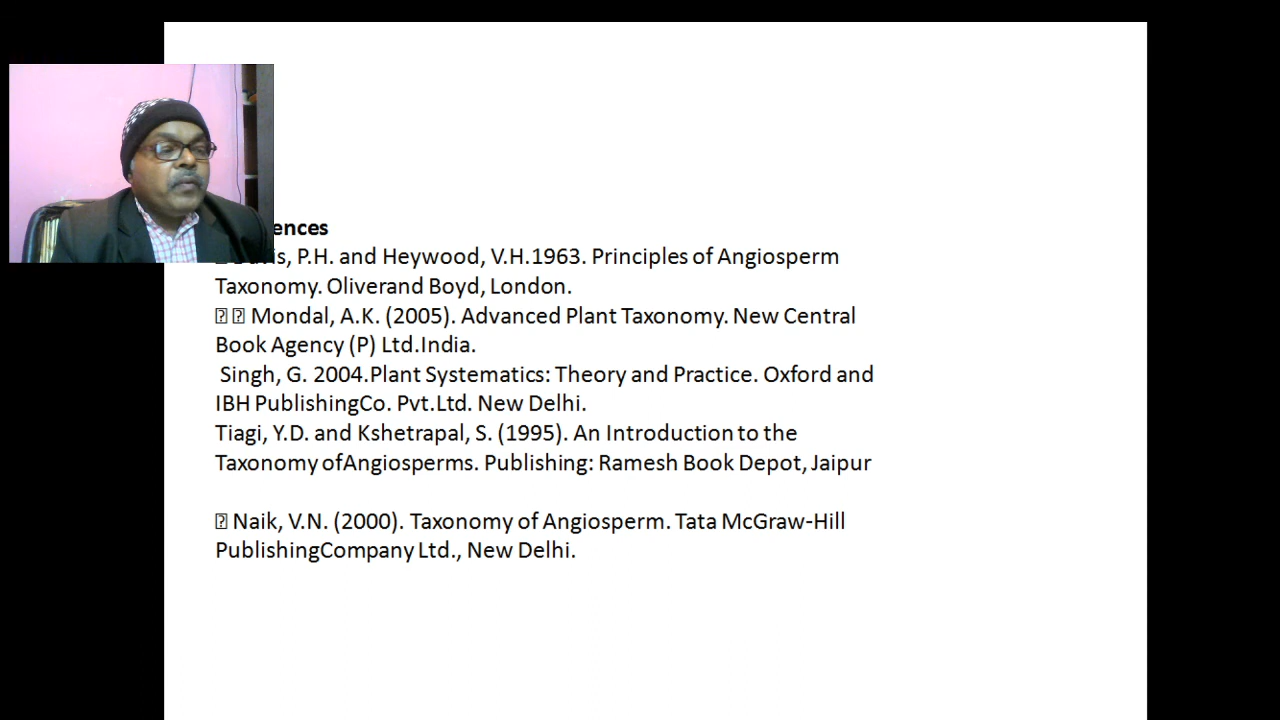 ences
is, P.H. and Heywood, V.H.1963. Principles of Angiosperm
Taxonomy. Oliverand Boyd, London.
Mondal, A.K. (2005). Advanced Plant Taxonomy. New Central
Book Agency (P) Ltd.India.
Singh, G. 2004.Plant Systematics: Theory and Practice. Oxford and
IBH PublishingCo. Pvt.Ltd. New Delhi.
Tiagi, Y.D. and Kshetrapal, S. (1995). An Introduction to the
Taxonomy ofAngiosperms. Publishing: Ramesh Book Depot, Jaipur
Naik, V.N. (2000). Taxonomy of Angiosperm. Tata McGraw-Hill
PublishingCompany Ltd., New Delhi.